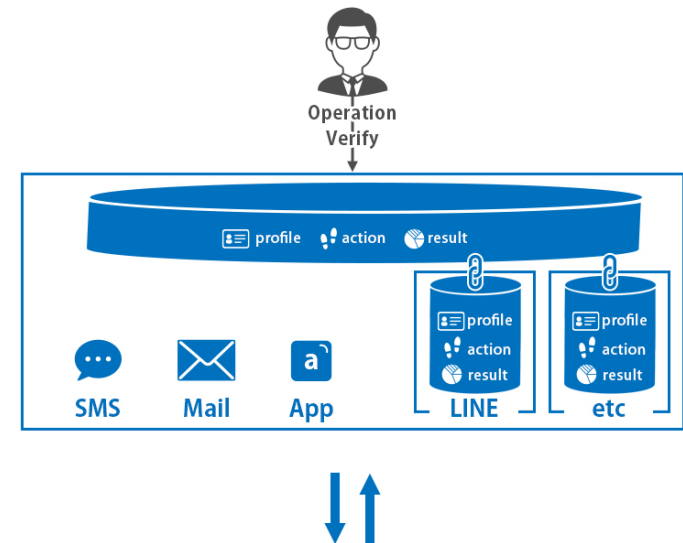 Operation
Verify
profile action result
profile
action
result
profile
action
result
a
SMS Mail App LINE etc